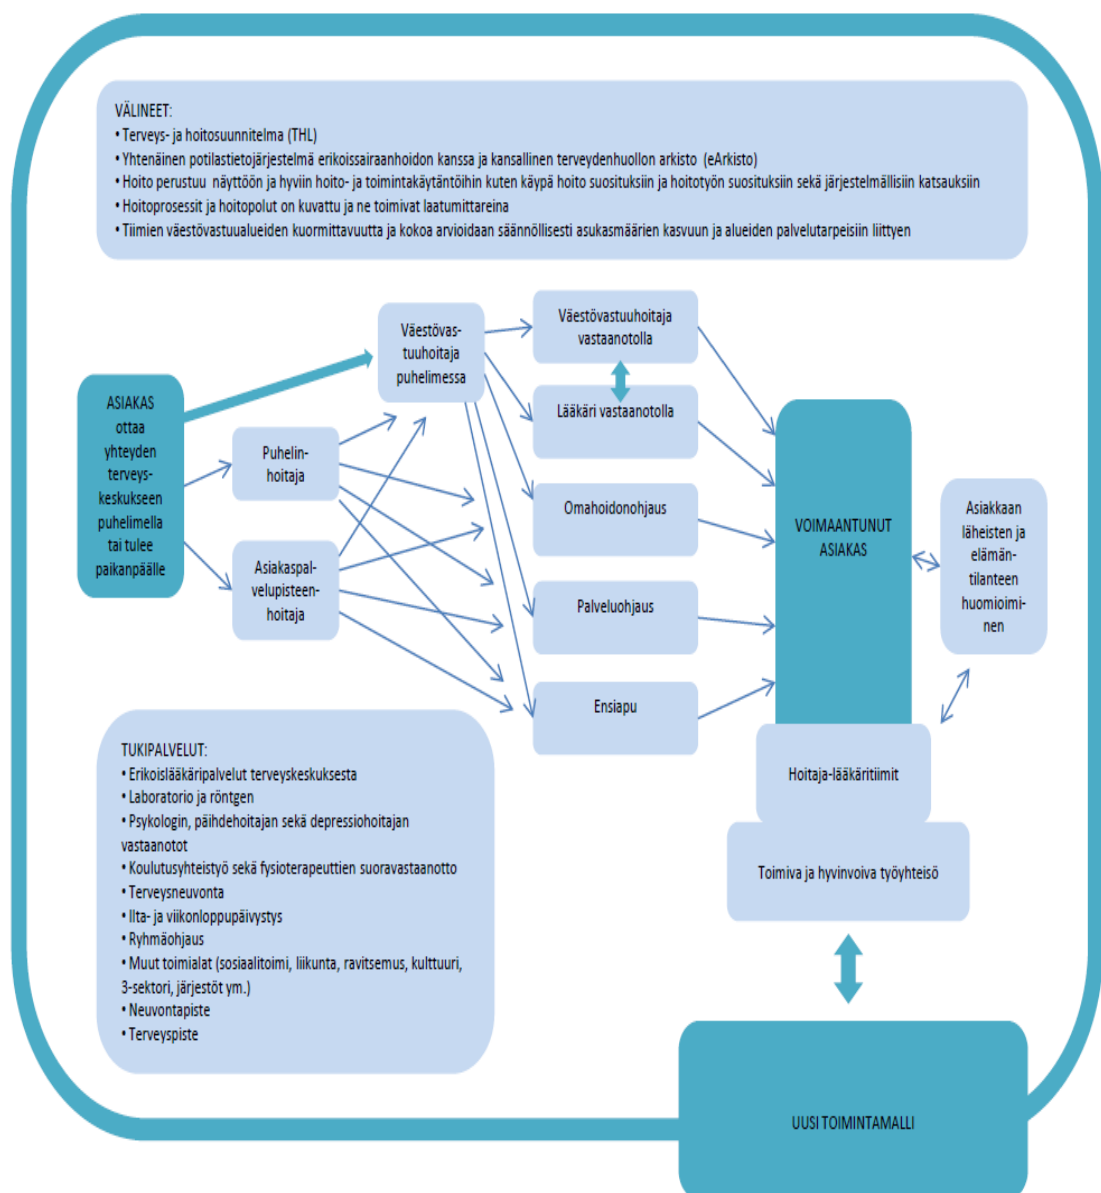 VÄLINEET:
• Terveys- ja hoitosuunnitelma (THL)
• Yhtenäinen potilastietojärjestelmä erikoissairaanhoidon kanssa ja kansallinen terveydenhuollon arkisto (eArkisto)
• Hoito perustuu näyttöön ja hyviin hoito- ja toimintakäytäntöihin kuten käypä hoito suosituksiin ja hoitotyön suosituksiin sekä järjestelmällisiin katsauksiin
• Hoitoprosessit ja hoitopolut on kuvattu ja ne toimivat laatumittareina
• Tiimien väestövastuualueiden kuormittavuutta ja kokoa arvioidaan säännöllisesti asukasmäärien kasvuun ja alueiden palvelutarpeisiin liittyen
ASIAKAS
ottaa
yhteyden
terveys-
keskukseen
puhelimella
tai tulee
paikanpäälle
Puhelin-
hoitaja
Asiakaspal-
velupisteen-
hoitaja
Väestövas-
tuuhoitaja
puhelimessa
Väestövastuuhoitaja
vastaanotolla
Lääkäri vastaanotolla
Omahoidonohjaus
Palveluohjaus
Ensiapu
VOIMAANTUNUT
ASIAKAS
Asiakkaan
läheisten ja
elämän-
tilanteen
huomioimi-
nen
Hoitaja-lääkäritiimit
Toimiva ja hyvinvoiva työyhteisö
TUKIPALVELUT:
• Erikoislääkäripalvelut terveyskeskuksesta
• Laboratorio ja röntgen
• Psykologin, päihdehoitajan sekä depressiohoitajan
vastaanotot
• Koulutusyhteistyö sekä fysioterapeuttien suoravastaanotto
• Terveysneuvonta
• Ilta- ja viikonloppupäivystys
• Ryhmäohjaus
• Muut toimialat (sosiaalitoimi, liikunta, ravitsemus, kulttuuri,
3-sektori, järjestöt ym.)
• Neuvontapiste
• Terveyspiste
UUSI TOIMINTAMALLI